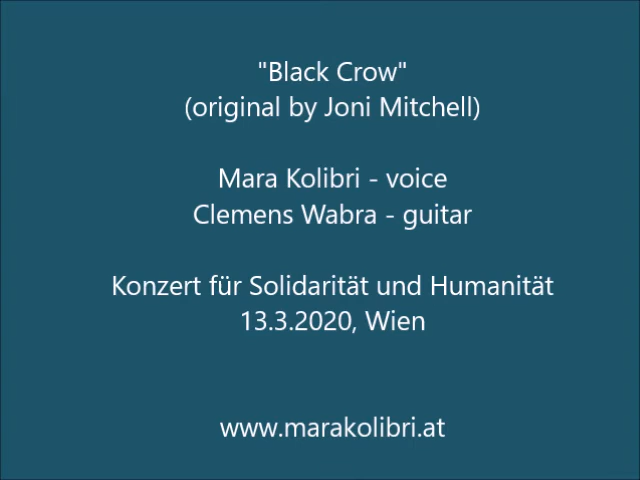 "Black Crow"
(original by Joni Mitchell)
Mara Kolibri - voice
Clemens Wabra - guitar
Konzert für Solidarität und Humanität
13.3.2020, Wien
www.marakolibri.at